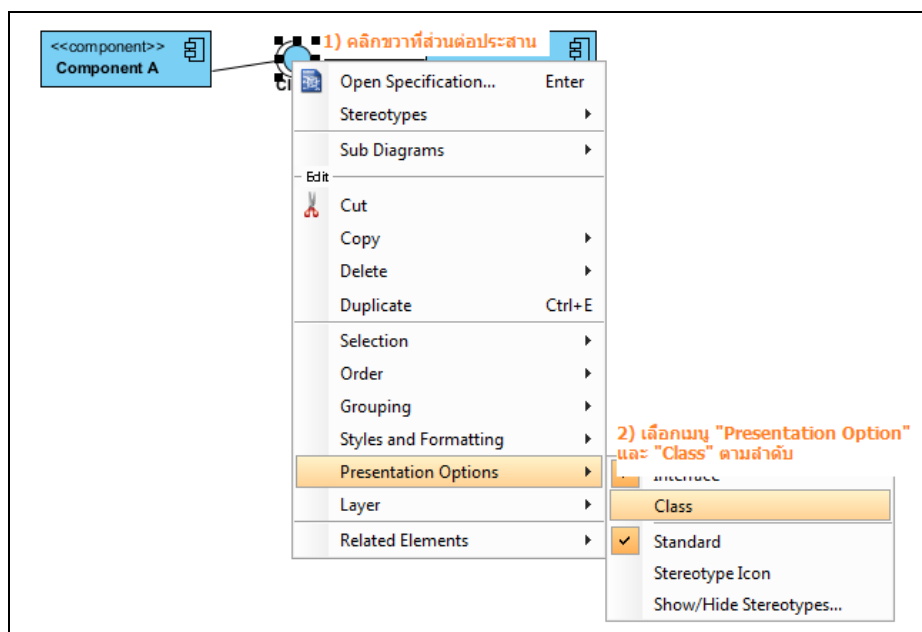 <<component>>
Component A
1) คลิกขวาที่ส่วนต่อประสาน
Open Specification... Enter
Stereotypes
Sub Diagrams
Edit
Cut
Copy
Delete
Duplicate Ctrl+E
Selection
Order
Grouping
Styles and Formatting
Presentation Options
Layer
Related Elements
2) เลือกเมนู "Presentation Option"
และ "Class" ตามลำดับ
Interface
Class
Standard
Stereotype Icon
Show/Hide Stereotypes...